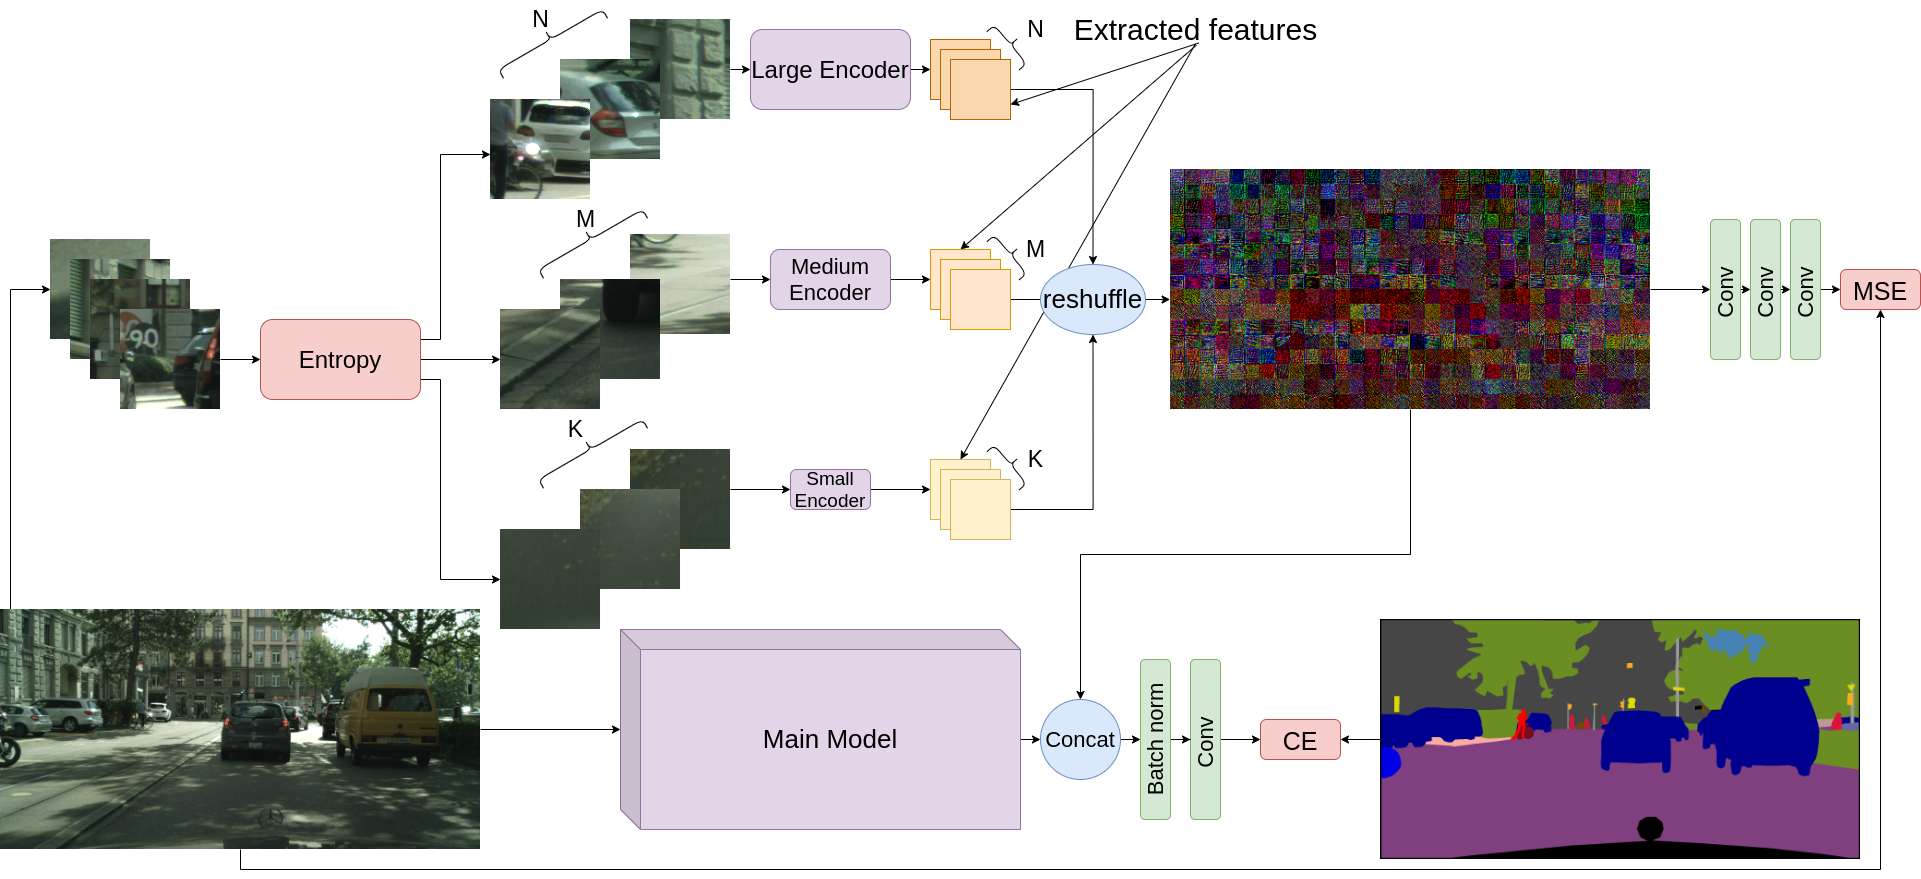 N
Large Encoder
N
Extracted features
M
Medium
Encoder
M
reshuffle
Conv
Conv
Conv
MSE
90
Entropy
K
Small
Encoder
K
Main Model
Concat
Batch norm
Conv
CE